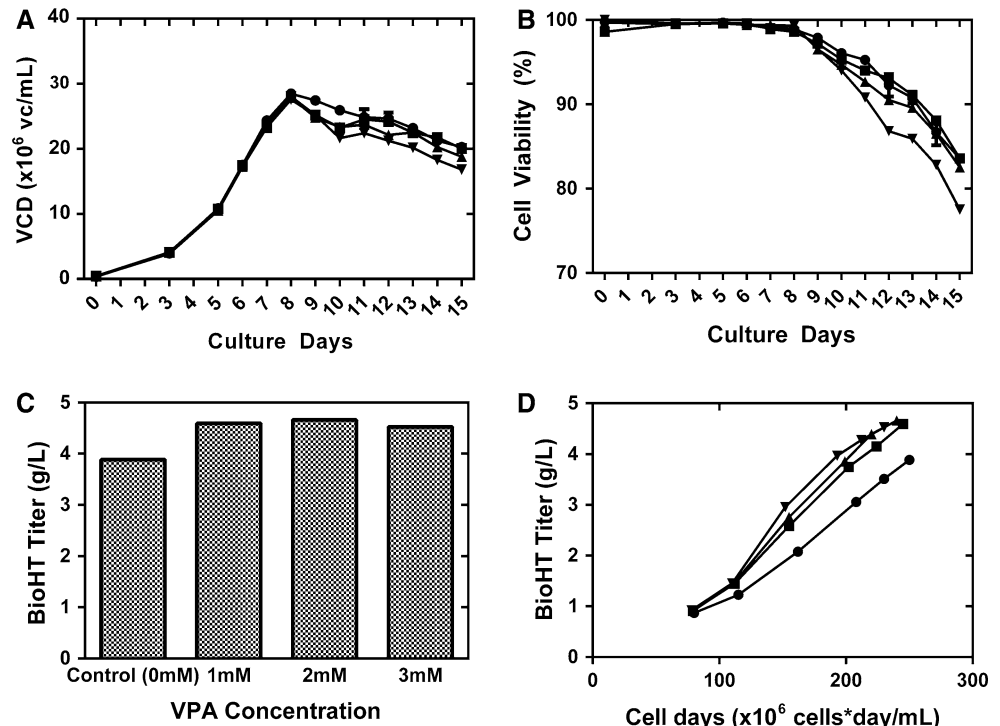 A
VCD (x10⁶ vc/mL)
40
30
20
10
0
0 1 2 3 4 5 6 7 8 9 10 11 12 13 14 15
Culture Days
B
Cell Viability (%)
100
90
80
70
0 1 2 3 4 5 6 7 8 9 10 11 12 13 14 15
Culture Days
C
BioHT Titer (g/L)
5
4
3
2
1
0
Control (0mM) 1mM 2mM 3mM
VPA Concentration
D
BioHT Titer (g/L)
5
4
3
2
1
0
0 100 200 300
Cell days (x10⁶ cells*day/mL)